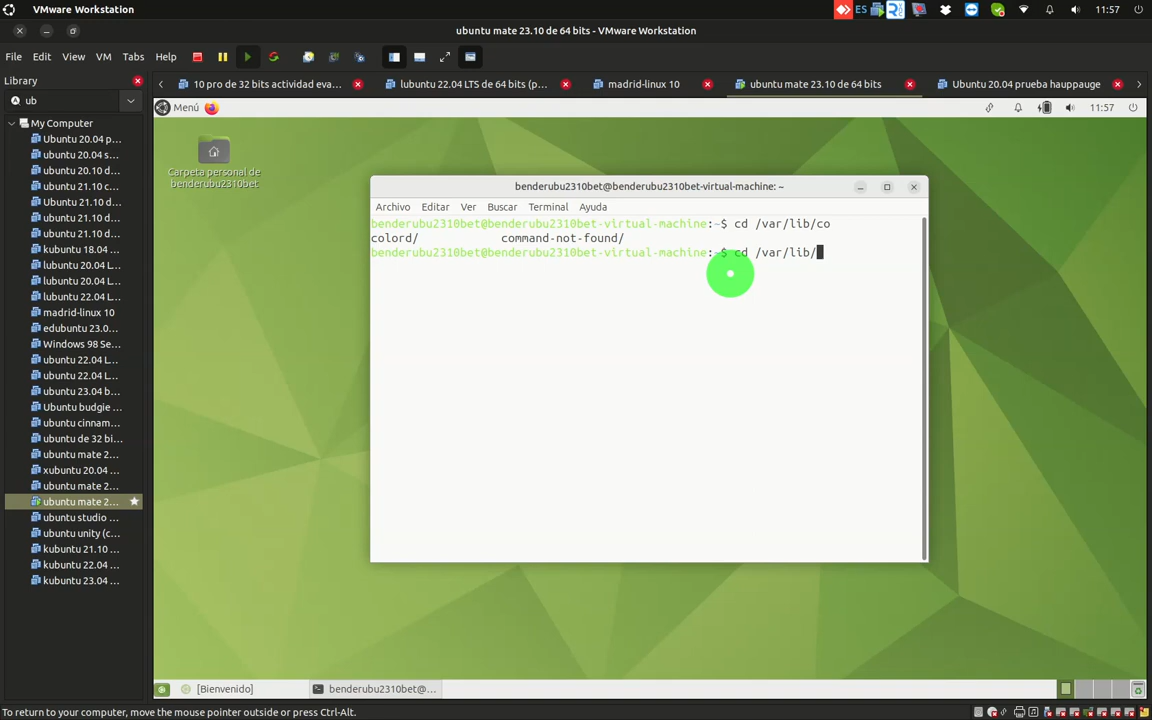 VMware Workstation
ES
11:57
ubuntu mate 23.10 de 64 bits - VMware Workstation
File Edit View VM Tabs Help
Library
ub
My Computer
Ubuntu 20.04 p...
ubuntu 20.04 s...
ubuntu 20.10 d...
ubuntu 21.10 c...
ubuntu 21.10 d...
Ubuntu 21.10 d...
ubuntu 21.10 d...
kubuntu 18.04 ...
lubuntu 20.04 L...
lubuntu 20.04 L...
lubuntu 22.04 L...
madrid-linux 10
edubuntu 23.0...
Windows 98 Se...
ubuntu 22.04 L...
ubuntu 22.04 L...
ubuntu 23.04 b...
Ubuntu budgie ...
ubuntu cinnam...
ubuntu de 32 bi...
ubuntu mate 2...
xubuntu 20.04 ...
ubuntu mate 2...
ubuntu mate 2...
ubuntu studio ...
ubuntu unity (c...
kubuntu 21.10 ...
kubuntu 22.04 ...
kubuntu 23.04 ...
10 pro de 32 bits actividad eva...
lubuntu 22.04 LTS de 64 bits (p...
madrid-linux 10
ubuntu mate 23.10 de 64 bits
Ubuntu 20.04 prueba hauppauge
Menú
11:57
Carpeta personal de
benderubu2310bet
benderubu2310bet@benderubu2310bet-virtual-machine: ~
Archivo Editar Ver Buscar Terminal Ayuda
benderubu2310bet@benderubu2310bet-virtual-machine:~$ cd /var/lib/co
colord/ command-not-found/
benderubu2310bet@benderubu2310bet-virtual-machine:~$ cd /var/lib/
[Bienvenido]
benderubu2310bet@...
To return to your computer, move the mouse pointer outside or press Ctrl-Alt.